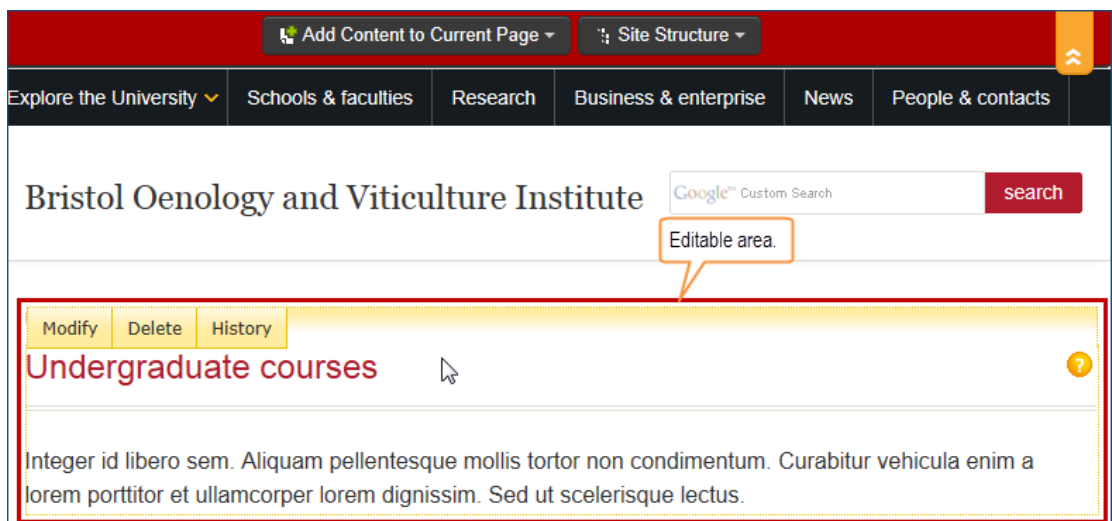 Add Content to Current Page Site Structure
Explore the University Schools & faculties Research Business & enterprise News People & contacts
Bristol Oenology and Viticulture Institute Google™ Custom Search search
Editable area.
Modify Delete History
Undergraduate courses ?
Integer id libero sem. Aliquam pellentesque mollis tortor non condimentum. Curabitur vehicula enim a
lorem porttitor et ullamcorper lorem dignissim. Sed ut scelerisque lectus.